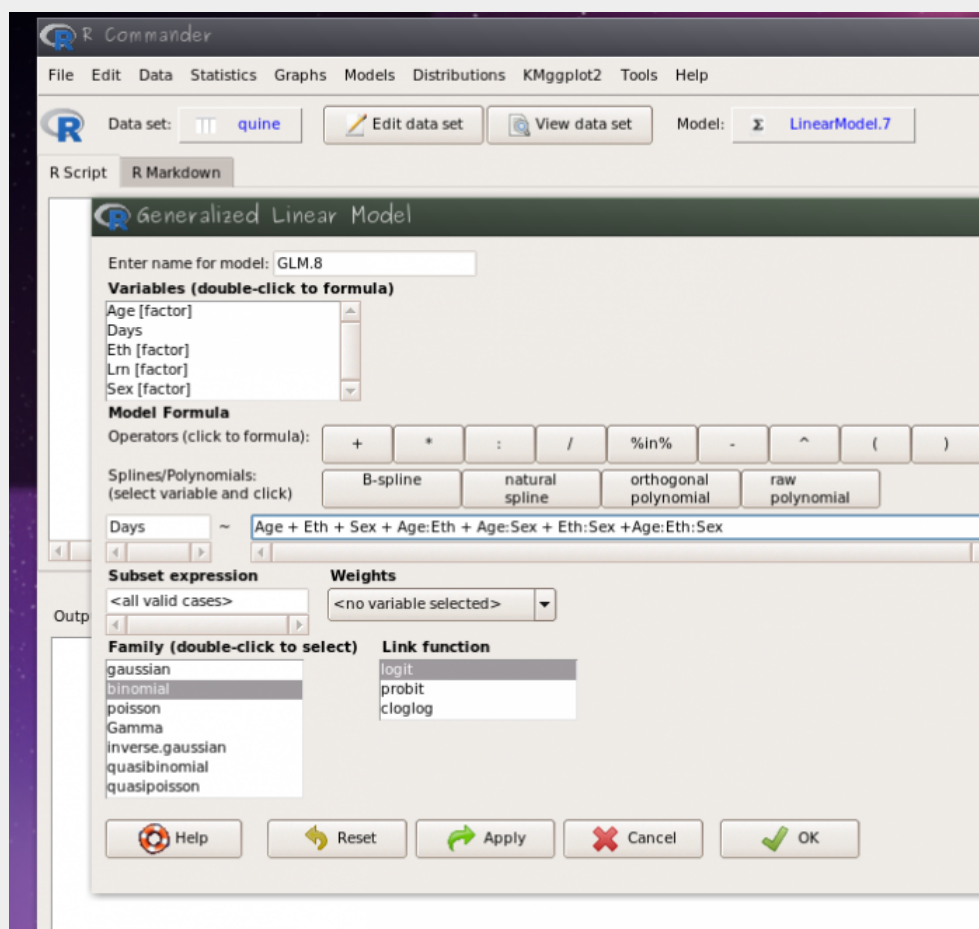 R Commander
File Edit Data Statistics Graphs Models Distributions KMggplot2 Tools Help
R Data set: quine Edit data set View data set Model: Σ LinearModel.7
R Script R Markdown
R Generalized Linear Model
Enter name for model: GLM.8
Variables (double-click to formula)
Age [factor]
Days
Eth [factor]
Lrn [factor]
Sex [factor]
Model Formula
Operators (click to formula): + * : / %in% - ^ ( )
Splines/Polynomials:
(select variable and click)
B-spline
natural
spline
orthogonal
polynomial
raw
polynomial
Days ~ Age + Eth + Sex + Age:Eth + Age:Sex + Eth:Sex +Age:Eth:Sex
Subset expression Weights
<all valid cases> <no variable selected>
Outp
Family (double-click to select) Link function
gaussian logit
binomial probit
poisson cloglog
Gamma
inverse.gaussian
quasibinomial
quasipoisson
Help Reset Apply Cancel OK